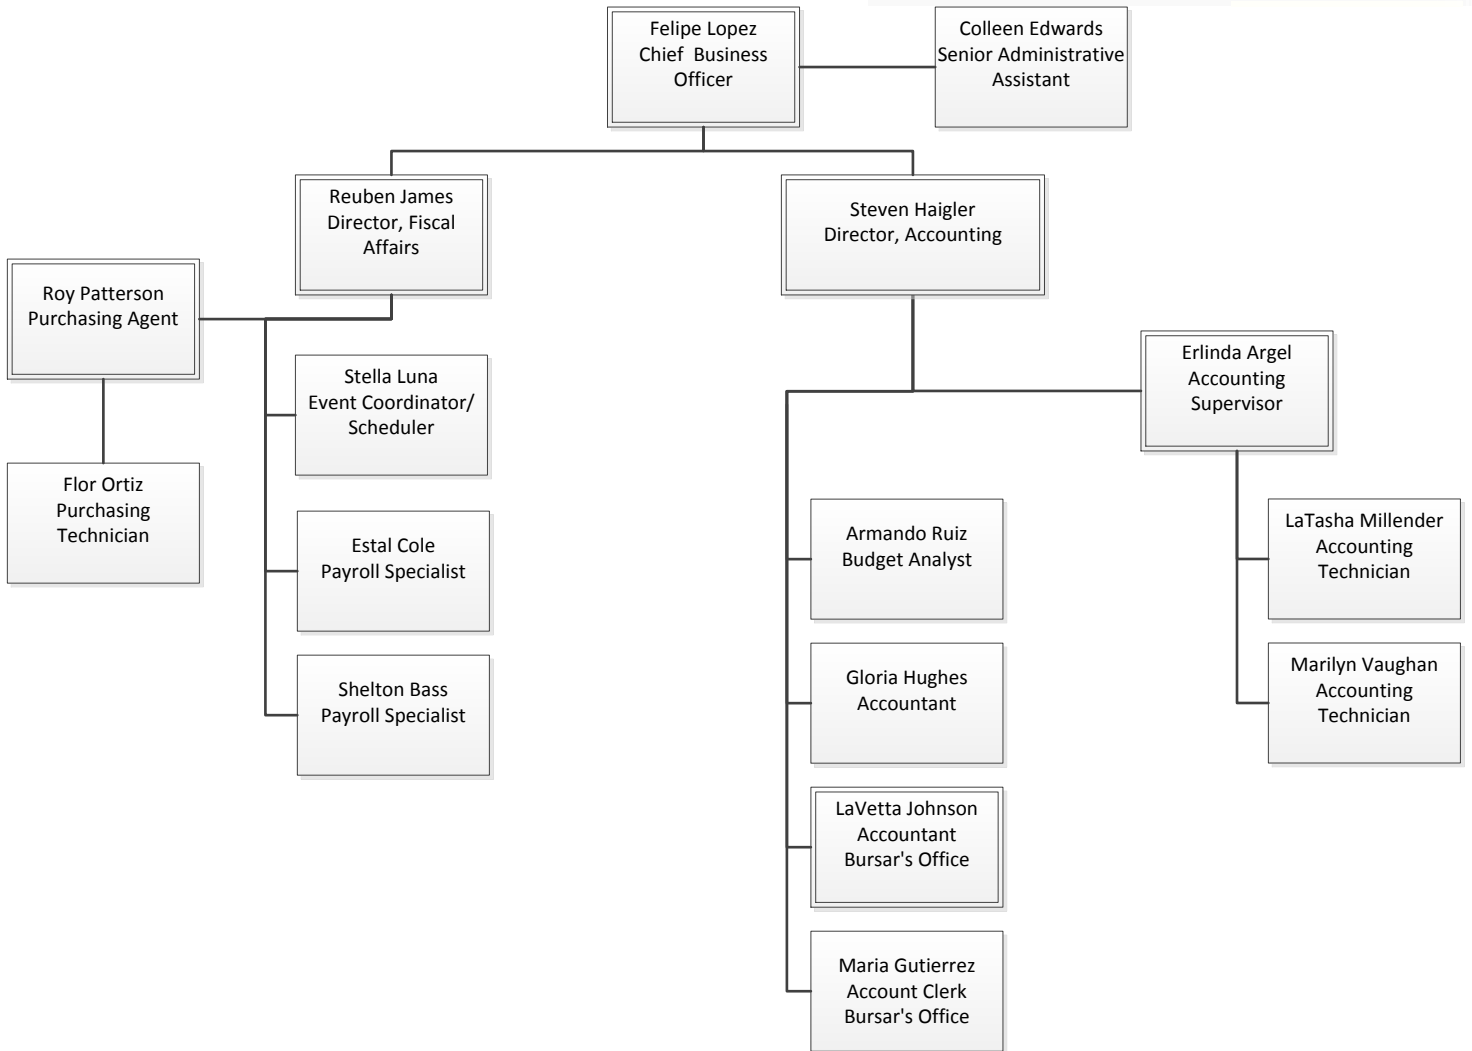 Felipe Lopez
Chief Business
Officer
Colleen Edwards
Senior Administrative
Assistant
Reuben James
Director, Fiscal
Affairs
Steven Haigler
Director, Accounting
Roy Patterson
Purchasing Agent
Erlinda Argel
Accounting
Supervisor
Stella Luna
Event Coordinator/
Scheduler
Flor Ortiz
Purchasing
Technician
Estal Cole
Payroll Specialist
Armando Ruiz
Budget Analyst
LaTasha Millender
Accounting
Technician
Shelton Bass
Payroll Specialist
Gloria Hughes
Accountant
Marilyn Vaughan
Accounting
Technician
LaVetta Johnson
Accountant
Bursar's Office
Maria Gutierrez
Account Clerk
Bursar's Office